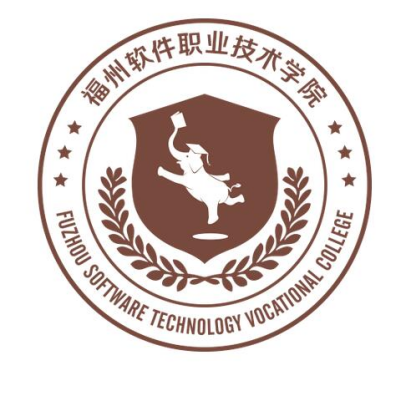 福州软件职业技术学院
FUZHOU SOFTWARE TECHNOLOGY VOCATIONAL COLLEGE